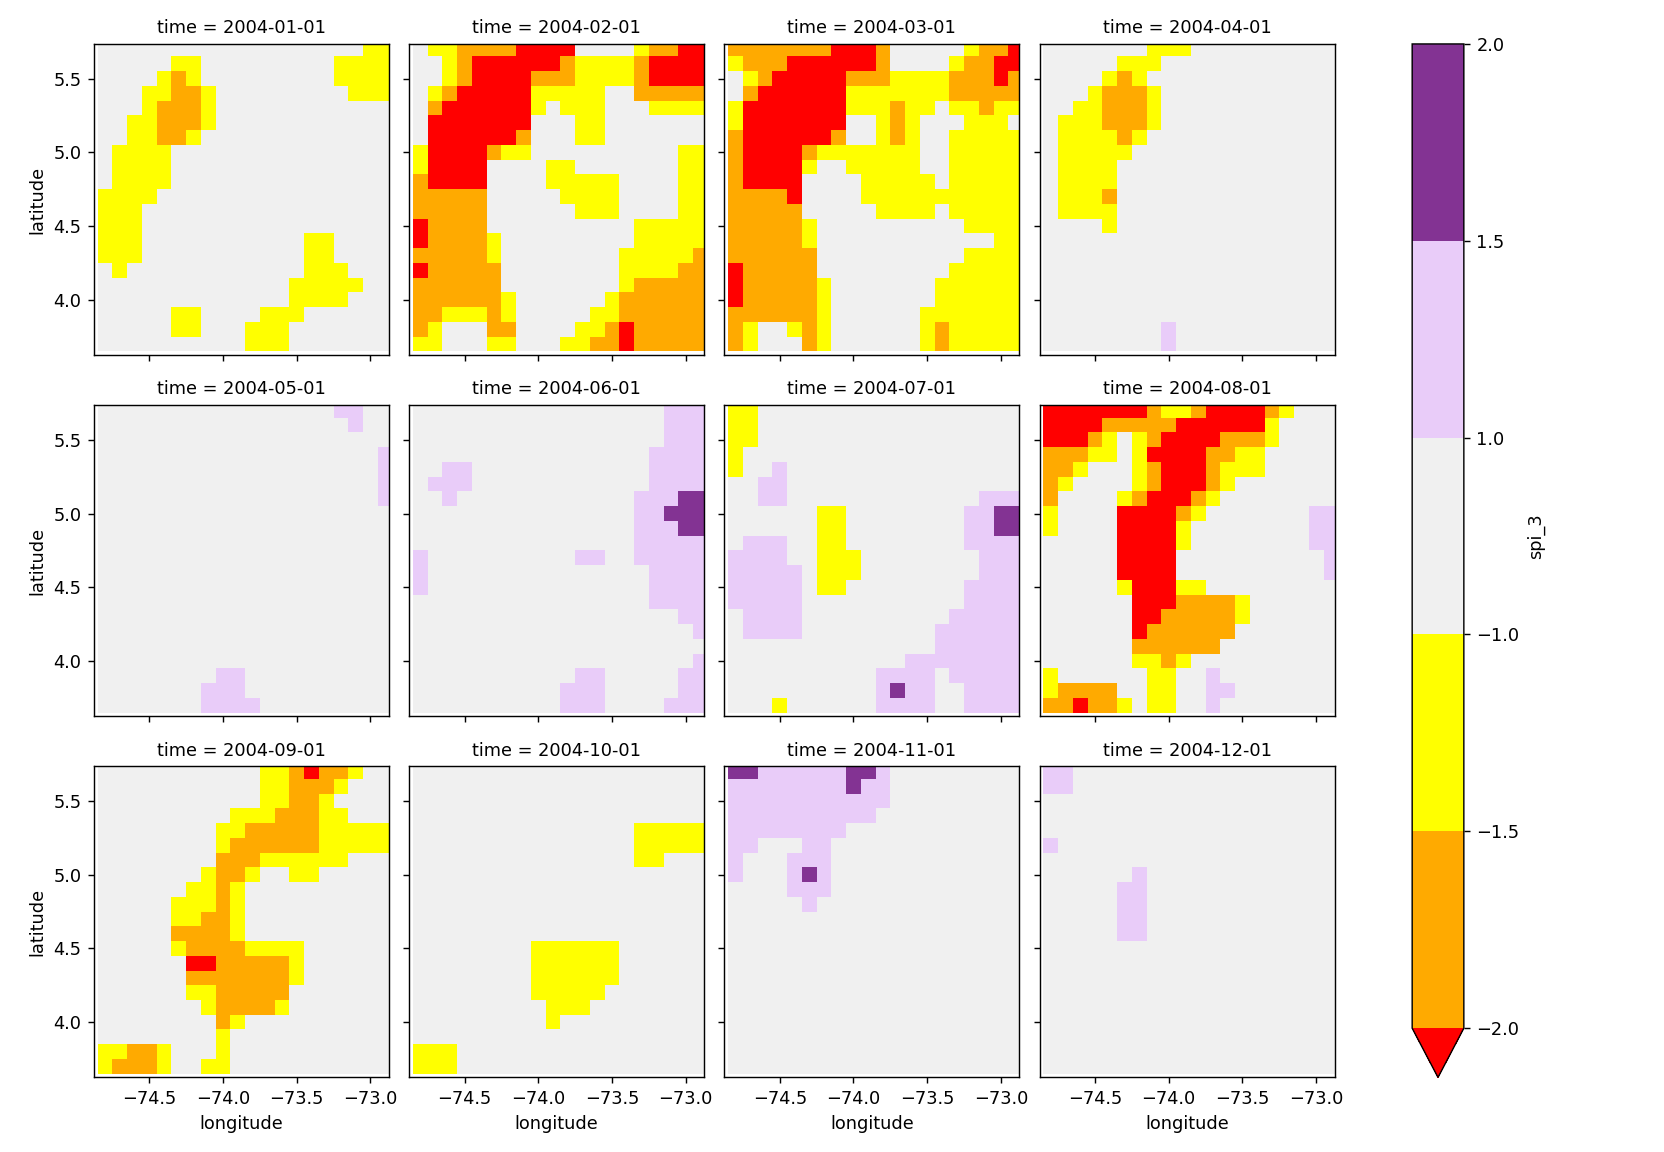 time = 2004-01-01
time = 2004-02-01
time = 2004-03-01
time = 2004-04-01
5.5
5.0
4.5
4.0
latitude
time = 2004-05-01
time = 2004-06-01
time = 2004-07-01
time = 2004-08-01
5.5
5.0
4.5
4.0
latitude
time = 2004-09-01
time = 2004-10-01
time = 2004-11-01
time = 2004-12-01
5.5
5.0
4.5
4.0
latitude
−74.5 −74.0 −73.5 −73.0
longitude
−74.5 −74.0 −73.5 −73.0
longitude
−74.5 −74.0 −73.5 −73.0
longitude
−74.5 −74.0 −73.5 −73.0
longitude
2.0
1.5
1.0
−1.0
−1.5
−2.0
spi_3